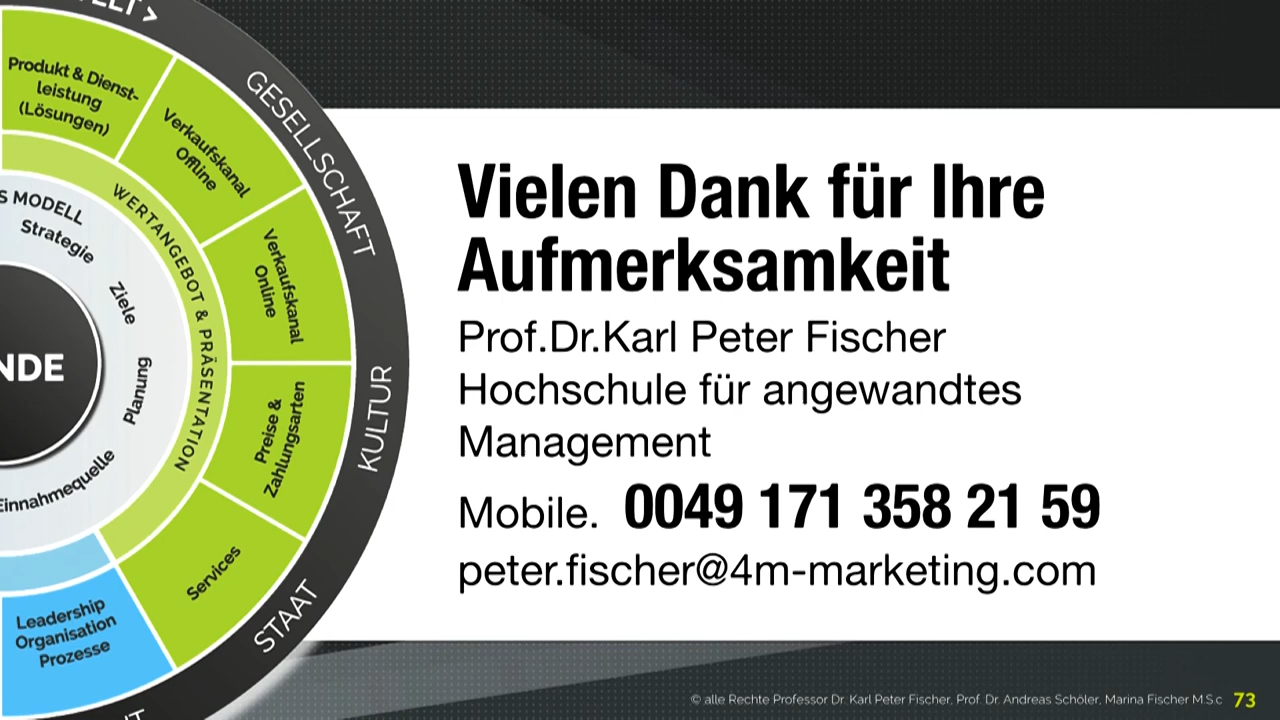 Produkt & Dienst-
leistung
(Lösungen)
Verkaufskanal
Offline
Verkaufskanal
Online
Preise &
Zahlungsarten
Services
Leadership
Organisation
Prozesse
WERTANGEBOT & PRÄSENTATION
MODELL
Strategie
Ziele
Planung
Einnahmequelle
GESELLSCHAFT
KULTUR
STAAT
Vielen Dank für Ihre
Aufmerksamkeit
Prof.Dr.Karl Peter Fischer
Hochschule für angewandtes
Management
Mobile. 0049 171 358 21 59
peter.fischer@4m-marketing.com
© alle Rechte Professor Dr. Karl Peter Fischer, Prof. Dr. Andreas Schöler, Marina Fischer M.S.c 73